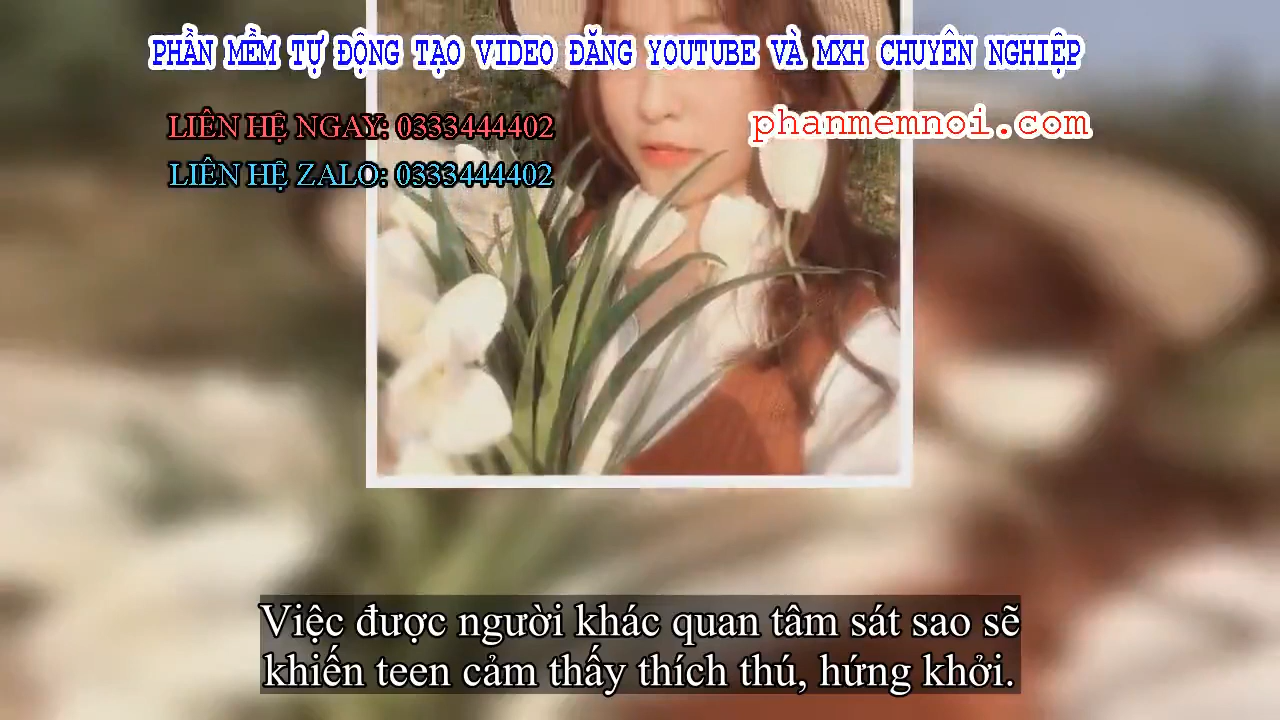 PHẦN MỀM TỰ ĐỘNG TẠO VIDEO ĐĂNG YOUTUBE VÀ MXH CHUYÊN NGHIỆP
LIÊN HỆ NGAY: 0333444402
phanmemnoi.com
LIÊN HỆ ZALO: 0333444402
Việc được người khác quan tâm sát sao sẽ
khiến teen cảm thấy thích thú, hứng khởi.